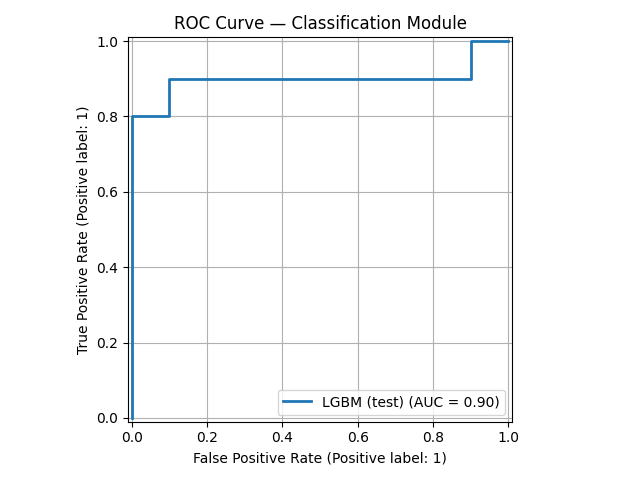 ROC Curve — Classification Module
True Positive Rate (Positive label: 1)
1.0
0.8
0.6
0.4
0.2
0.0
LGBM (test) (AUC = 0.90)
0.0 0.2 0.4 0.6 0.8 1.0
False Positive Rate (Positive label: 1)